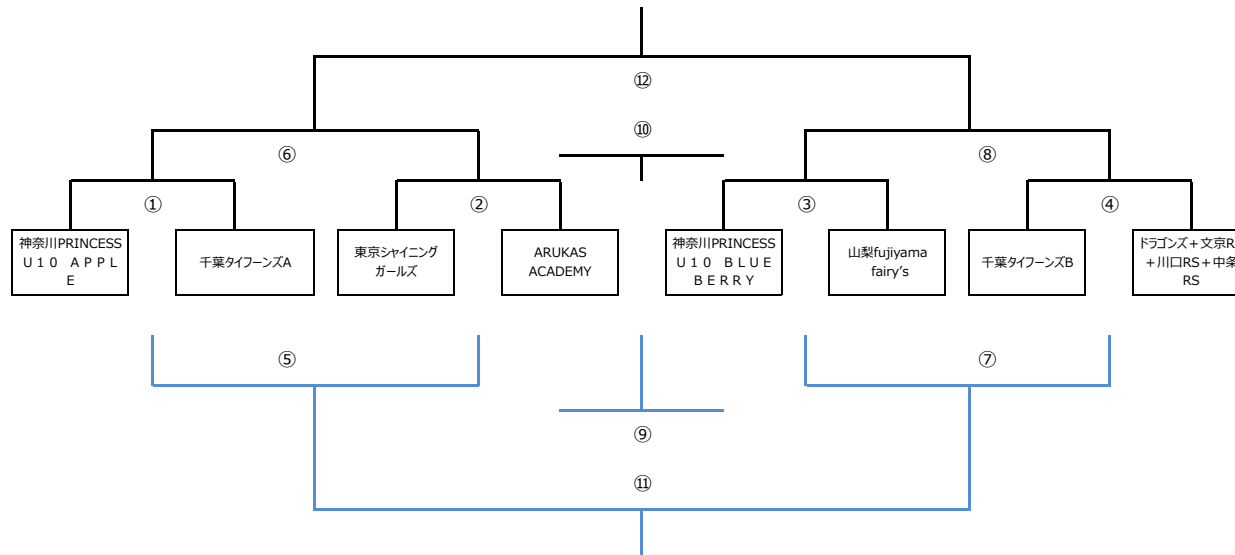 ⑫
⑩
⑥
⑧
①
②
③
④
神奈川PRINCESS
U１０ ＡＰＰＬ
Ｅ
千葉タイフーンズA
東京シャイニング
ガールズ
ARUKAS
ACADEMY
神奈川PRINCESS
U１０ ＢＬＵＥ
ＢＥＲＲＹ
山梨fujiyama
fairy’s
千葉タイフーンズB
ドラゴンズ＋文京R
＋川口RS＋中条
RS
⑤
⑦
⑨
⑪